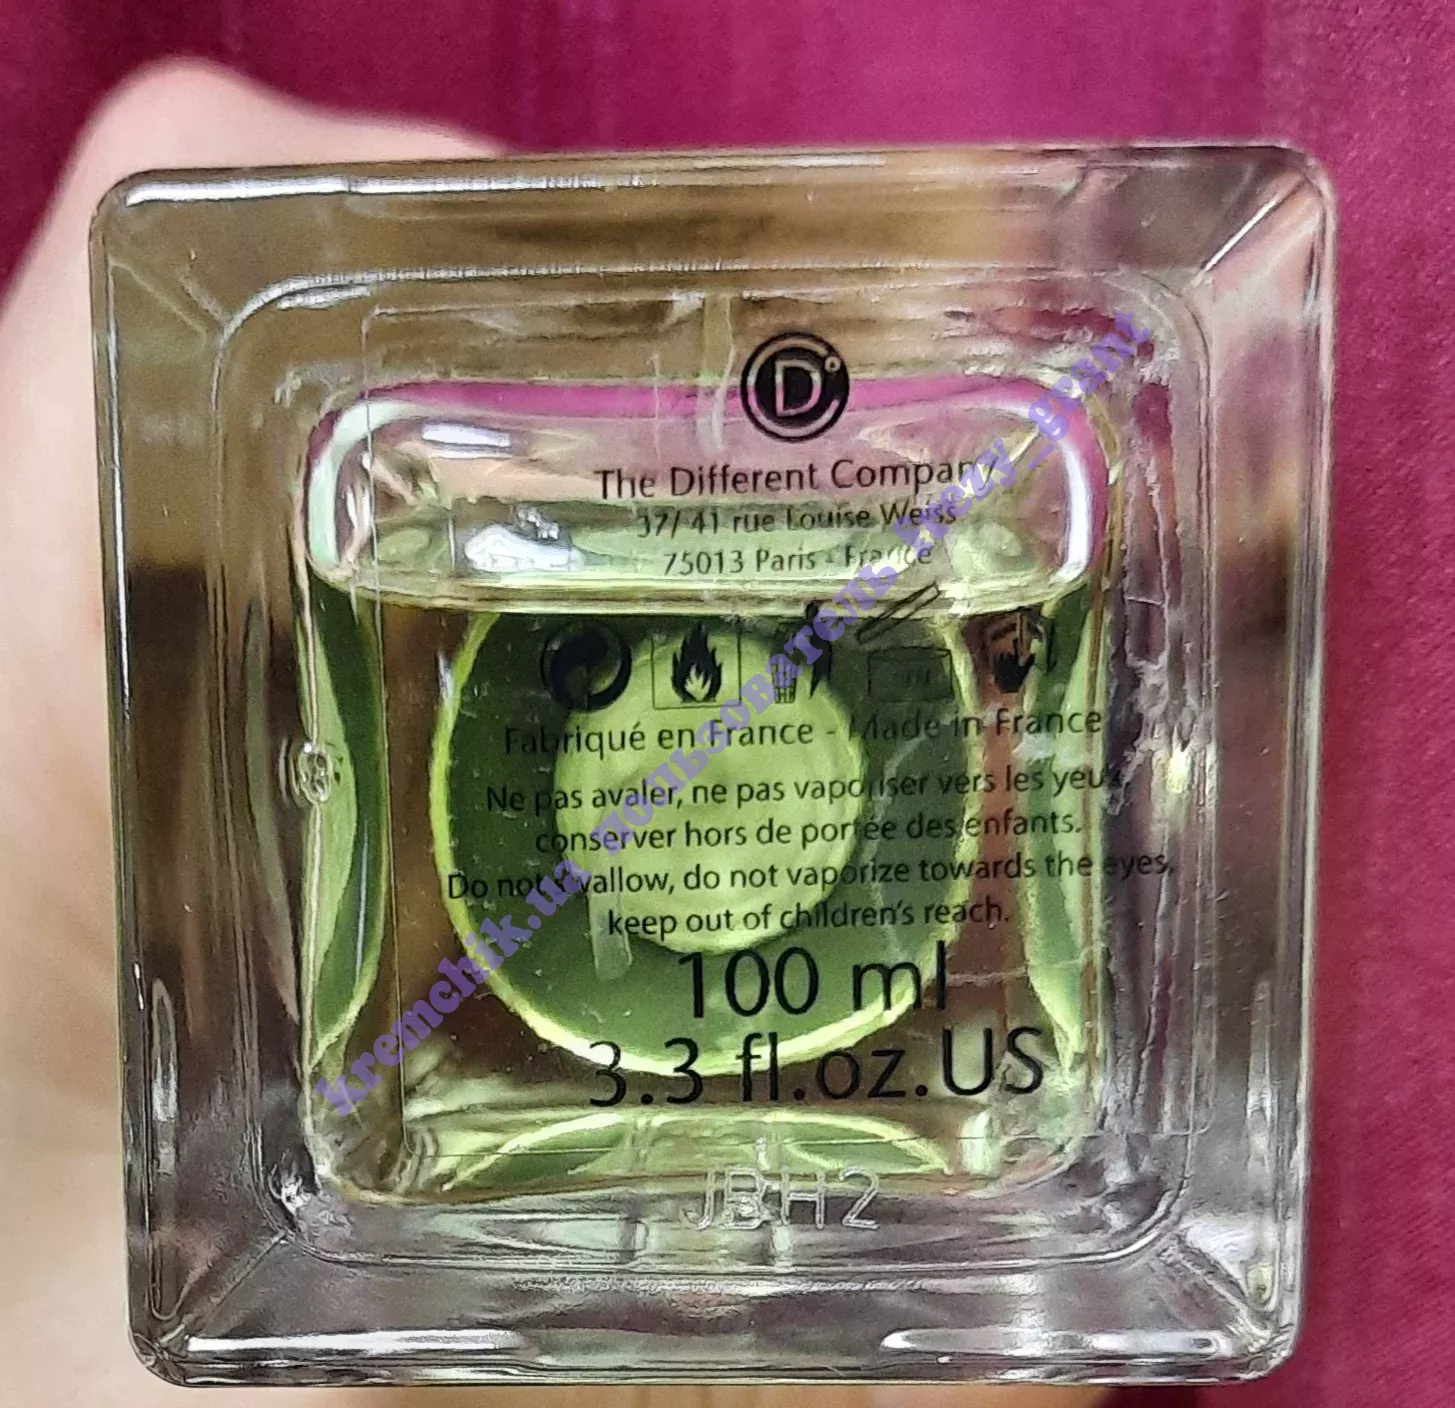 D
The Different Company
37/41 rue Louise Weiss
75013 Paris - France
Fabriqué en France - Made in France
Ne pas avaler, ne pas vaporiser vers les yeux,
conserver hors de portée des enfants.
Do not swallow, do not vaporize towards the eyes,
keep out of children's reach.
100 ml
3.3 fl.oz.US
JBH2
kremchik.ua пользователь krezy_grant